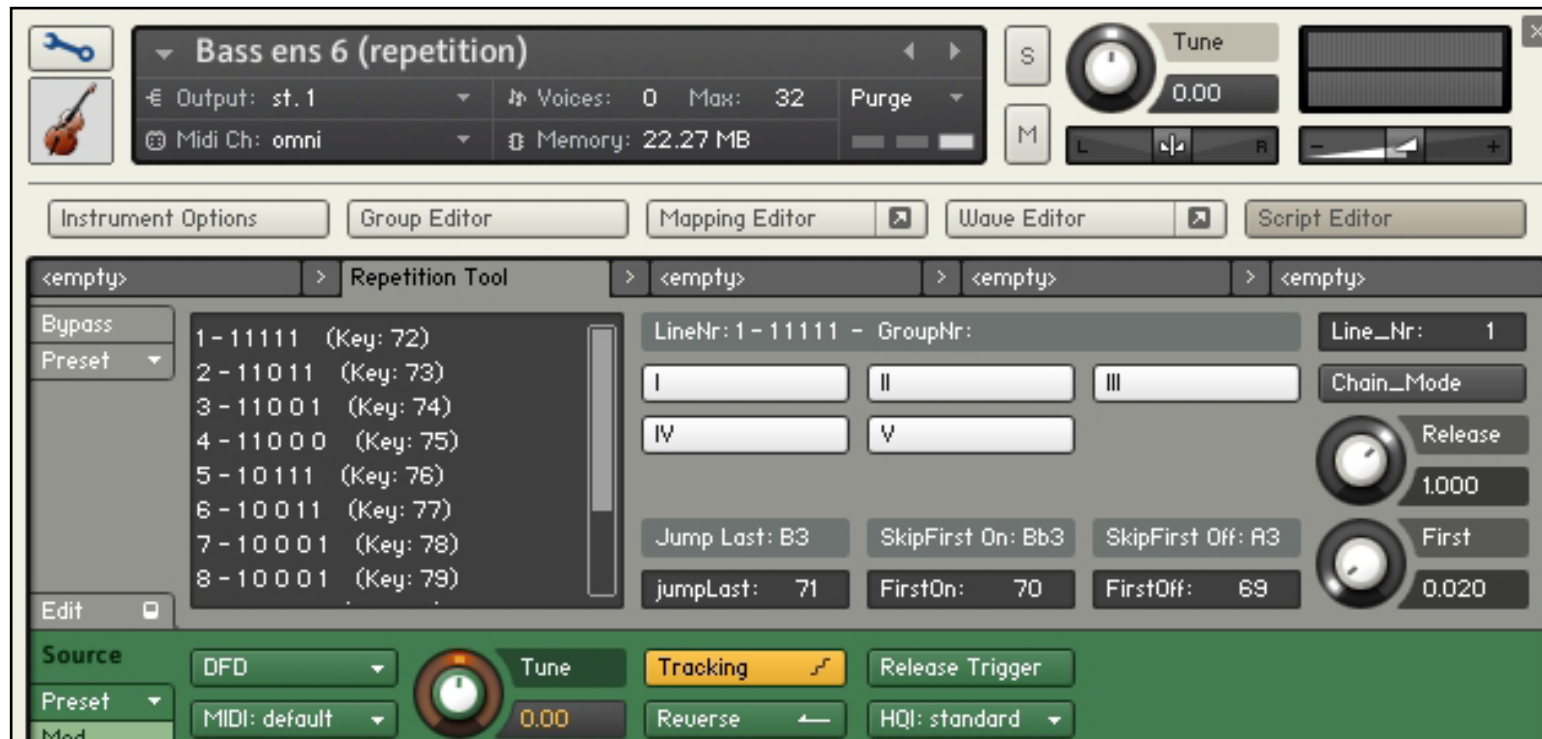 Bass ens 6 (repetition)
Output: st. 1
Voices: 0 Max: 32
Purge
Midi Ch: omni
Memory: 22.27 MB
S
M
Tune
0.00
L R
- +
Instrument Options
Group Editor
Mapping Editor
Wave Editor
Script Editor
<empty> > Repetition Tool > <empty> > <empty> > <empty>
Bypass
Preset
Edit
1 - 11111 (Key: 72)
2 - 11011 (Key: 73)
3 - 11001 (Key: 74)
4 - 11000 (Key: 75)
5 - 10111 (Key: 76)
6 - 10011 (Key: 77)
7 - 10001 (Key: 78)
8 - 10001 (Key: 79)
LineNr: 1 - 11111 - GroupNr:
I
II
III
IV
V
Jump Last: B3
SkipFirst On: Bb3
SkipFirst Off: A3
jumpLast: 71
FirstOn: 70
FirstOff: 69
Line_Nr: 1
Chain_Mode
Release
1.000
First
0.020
Source
Preset
Mod
DFD
MIDI: default
Tune
0.00
Tracking
Reverse
Release Trigger
HQI: standard